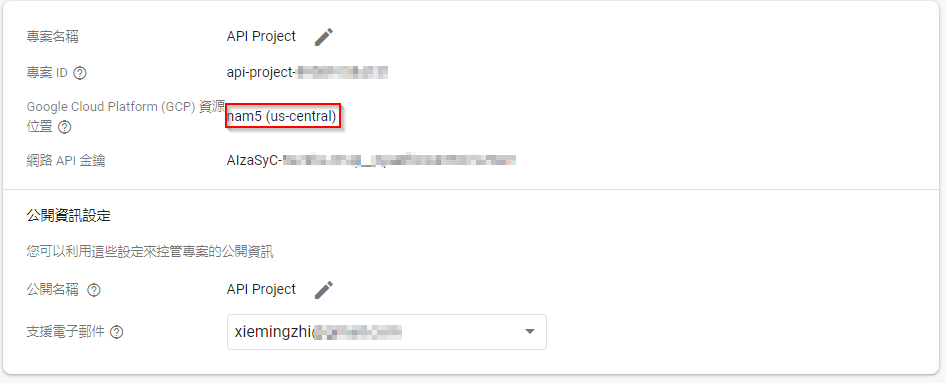 專案名稱 API Project
專案 ID api-project-
Google Cloud Platform (GCP) 資源
位置 nam5 (us-central)
網路 API 金鑰 AIzaSyC-
公開資訊設定
您可以利用這些設定來控管專案的公開資訊
公開名稱 API Project
支援電子郵件 xiemingzhi